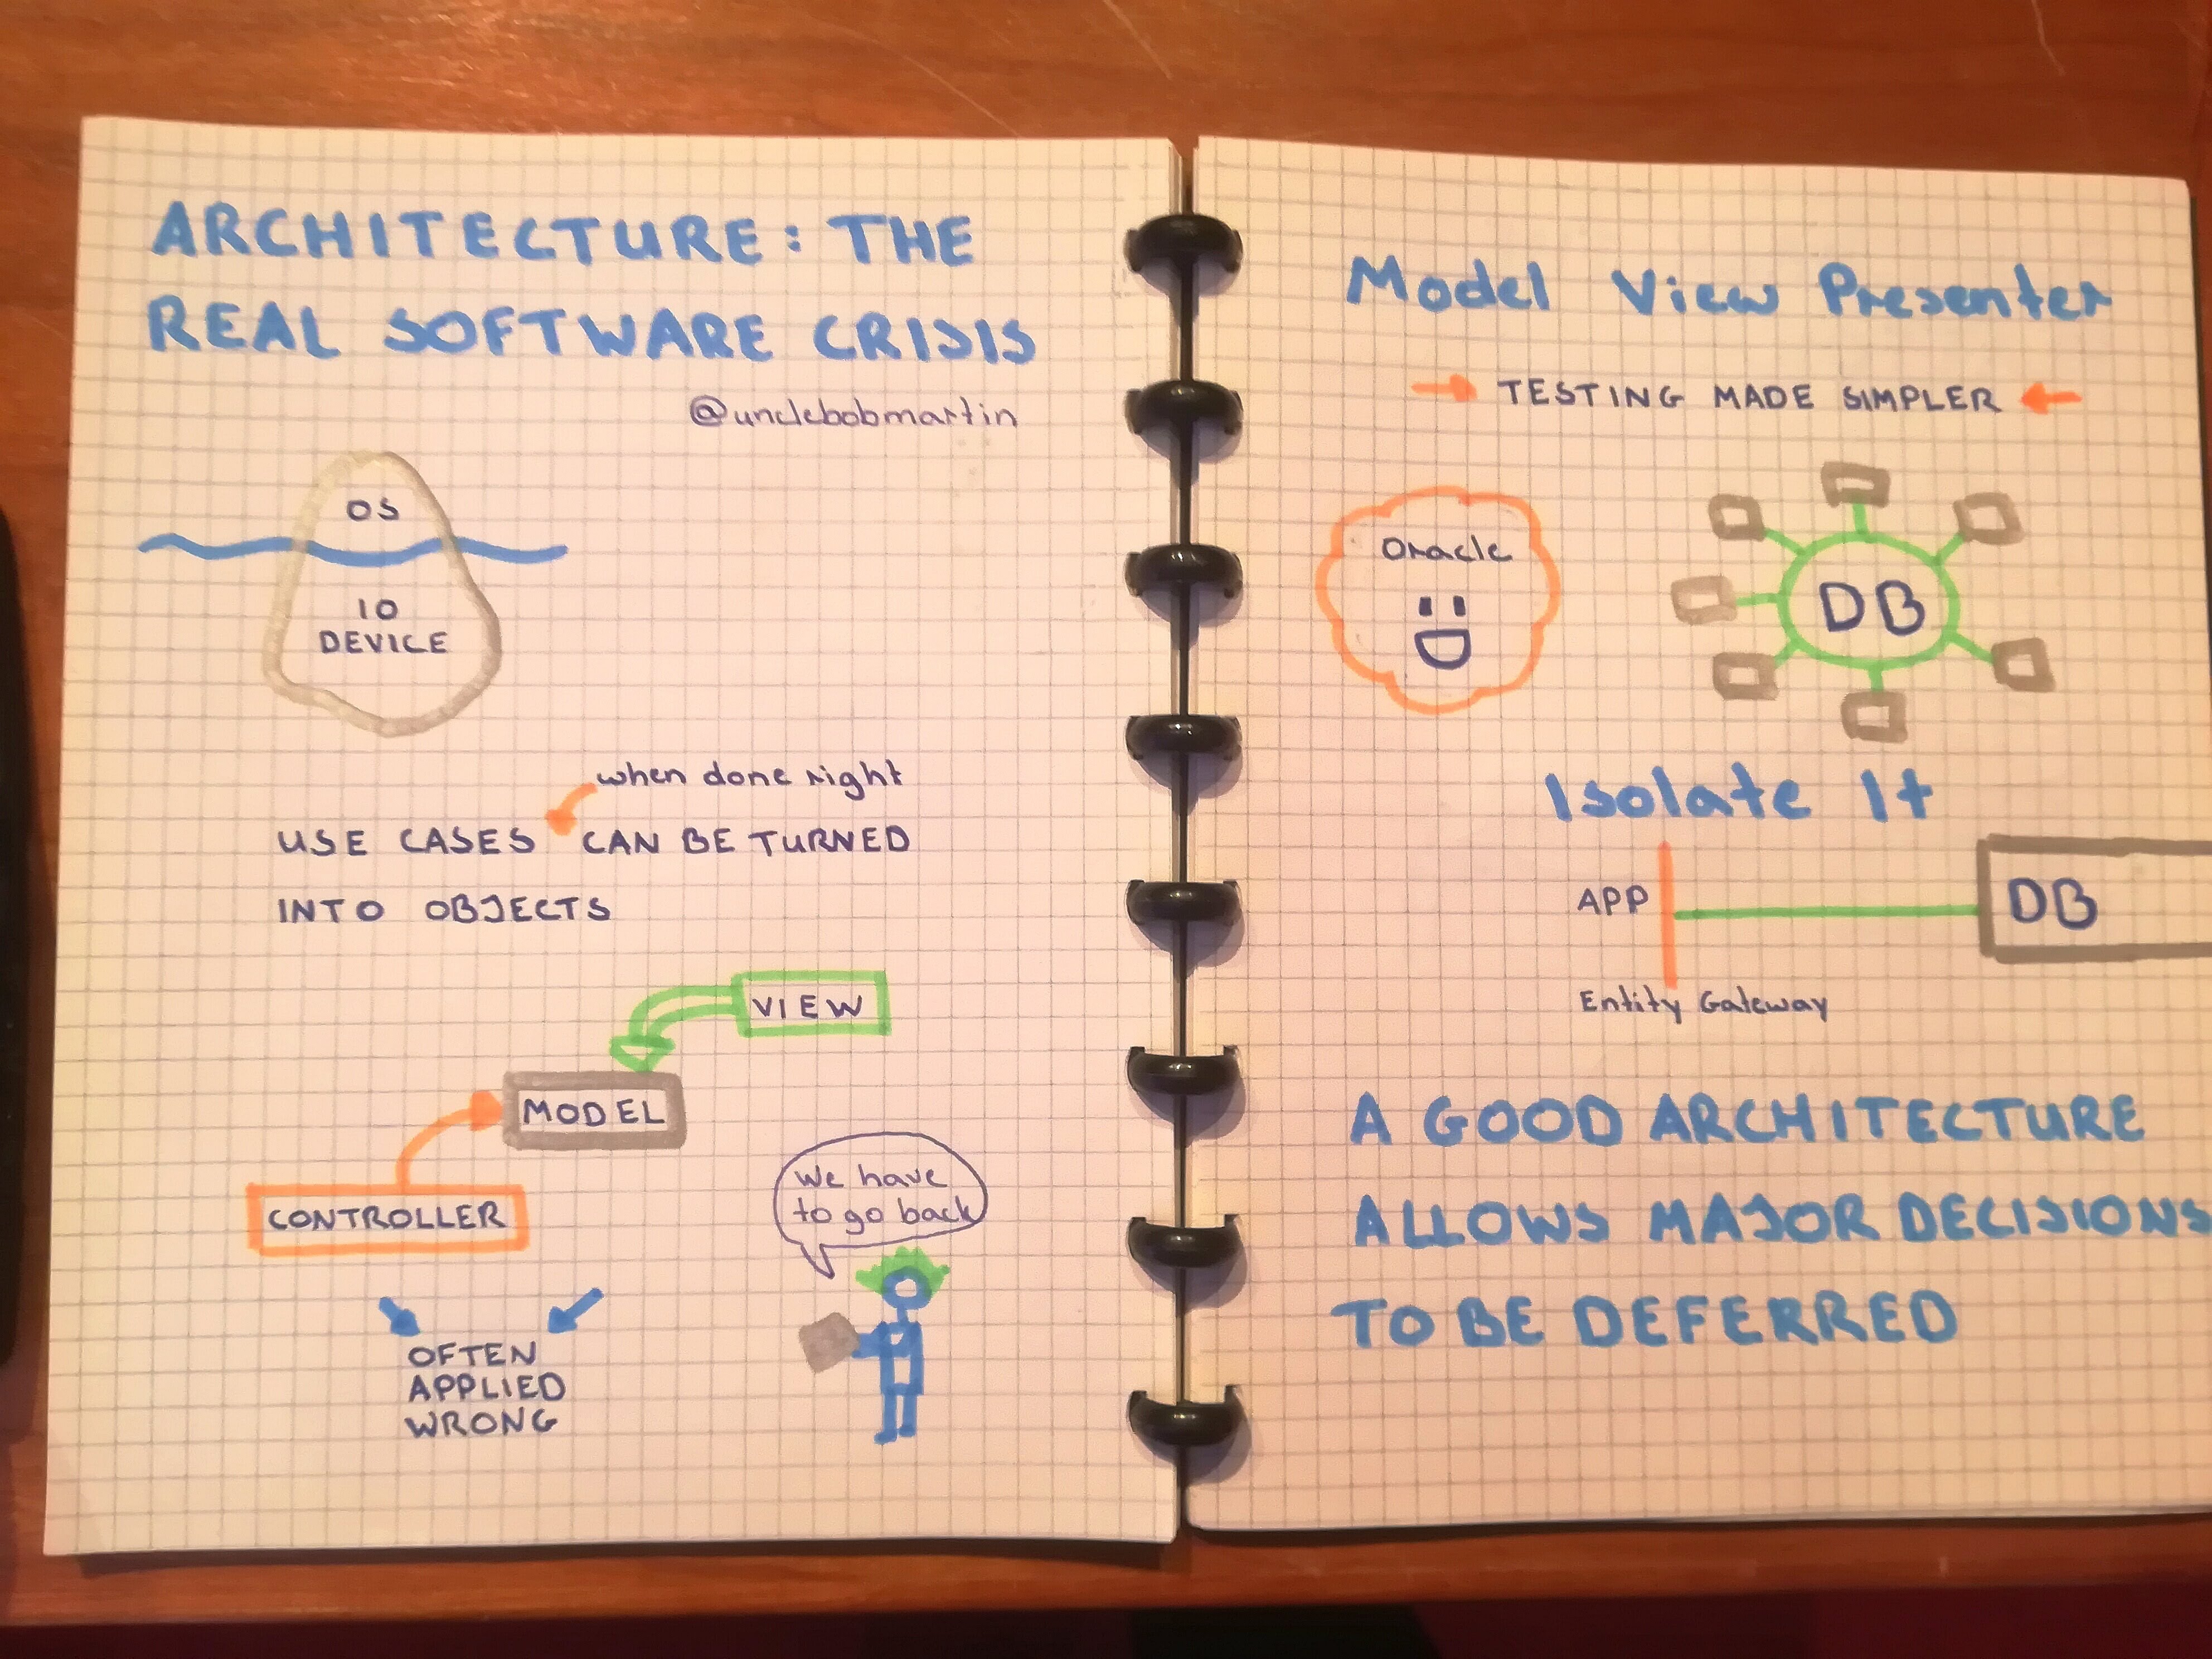 ARCHITECTURE: THE
REAL SOFTWARE CRISIS
@unclebobmartin
OS
IO
DEVICE
when done right
USE CASES CAN BE TURNED
INTO OBJECTS
VIEW
MODEL
CONTROLLER
We have
to go back
OFTEN
APPLIED
WRONG
Model View Presenter
TESTING MADE SIMPLER
Oracle
DB
Isolate It
APP
DB
Entity Gateway
A GOOD ARCHITECTURE
ALLOWS MAJOR DECISIONS
TO BE DEFERRED